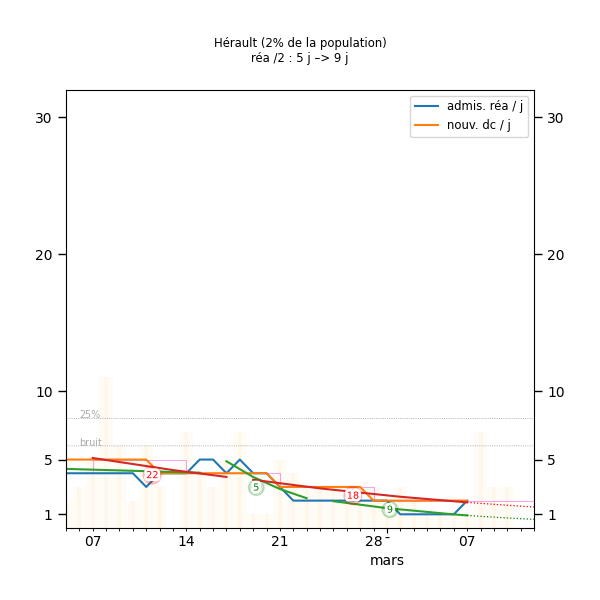 Hérault (2% de la population)
réa /2 : 5 j –> 9 j
admis. réa / j
nouv. dc / j
30 30
20 20
10 10
25%
bruit
5 5
22
5
18
9
1 1
07 14 21 28 07
mars